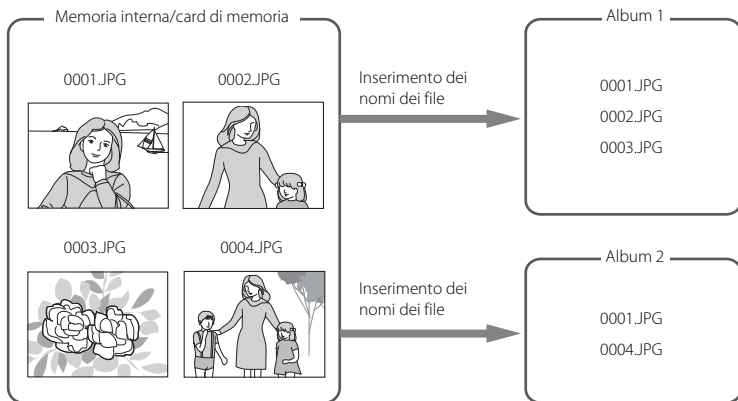 Memoria interna/card di memoria
0001.JPG
0002.JPG
0003.JPG
0004.JPG
Inserimento dei
nomi dei file
Album 1
0001.JPG
0002.JPG
0003.JPG
Inserimento dei
nomi dei file
Album 2
0001.JPG
0004.JPG